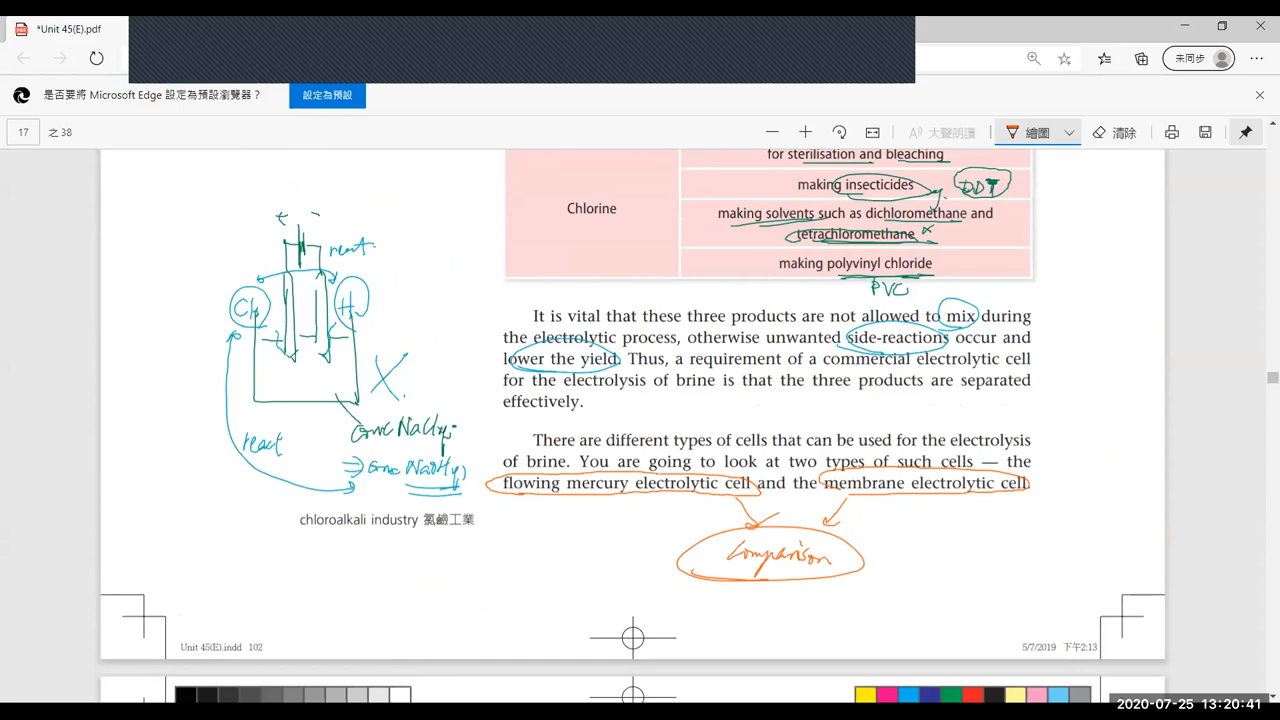 *Unit 45(E).pdf
未同步
是否要將 Microsoft Edge 設定為預設瀏覽器？
設定為預設
17 之 38
大聲朗讀
繪圖
清除
for sterilisation and bleaching
making insecticides
DDT
Chlorine
making solvents such as dichloromethane and
tetrachloromethane
making polyvinyl chloride
PVC
+ -
react
Cl₂
H₂
react
conc NaCl
⇒ conc NaOH
chloroalkali industry 氯鹼工業
It is vital that these three products are not allowed to mix during
the electrolytic process, otherwise unwanted side-reactions occur and
lower the yield. Thus, a requirement of a commercial electrolytic cell
for the electrolysis of brine is that the three products are separated
effectively.
There are different types of cells that can be used for the electrolysis
of brine. You are going to look at two types of such cells — the
flowing mercury electrolytic cell and the membrane electrolytic cell
Comparison
Unit 45(E).indd 102
5/7/2019 下午2:13
2020-07-25 13:20:41